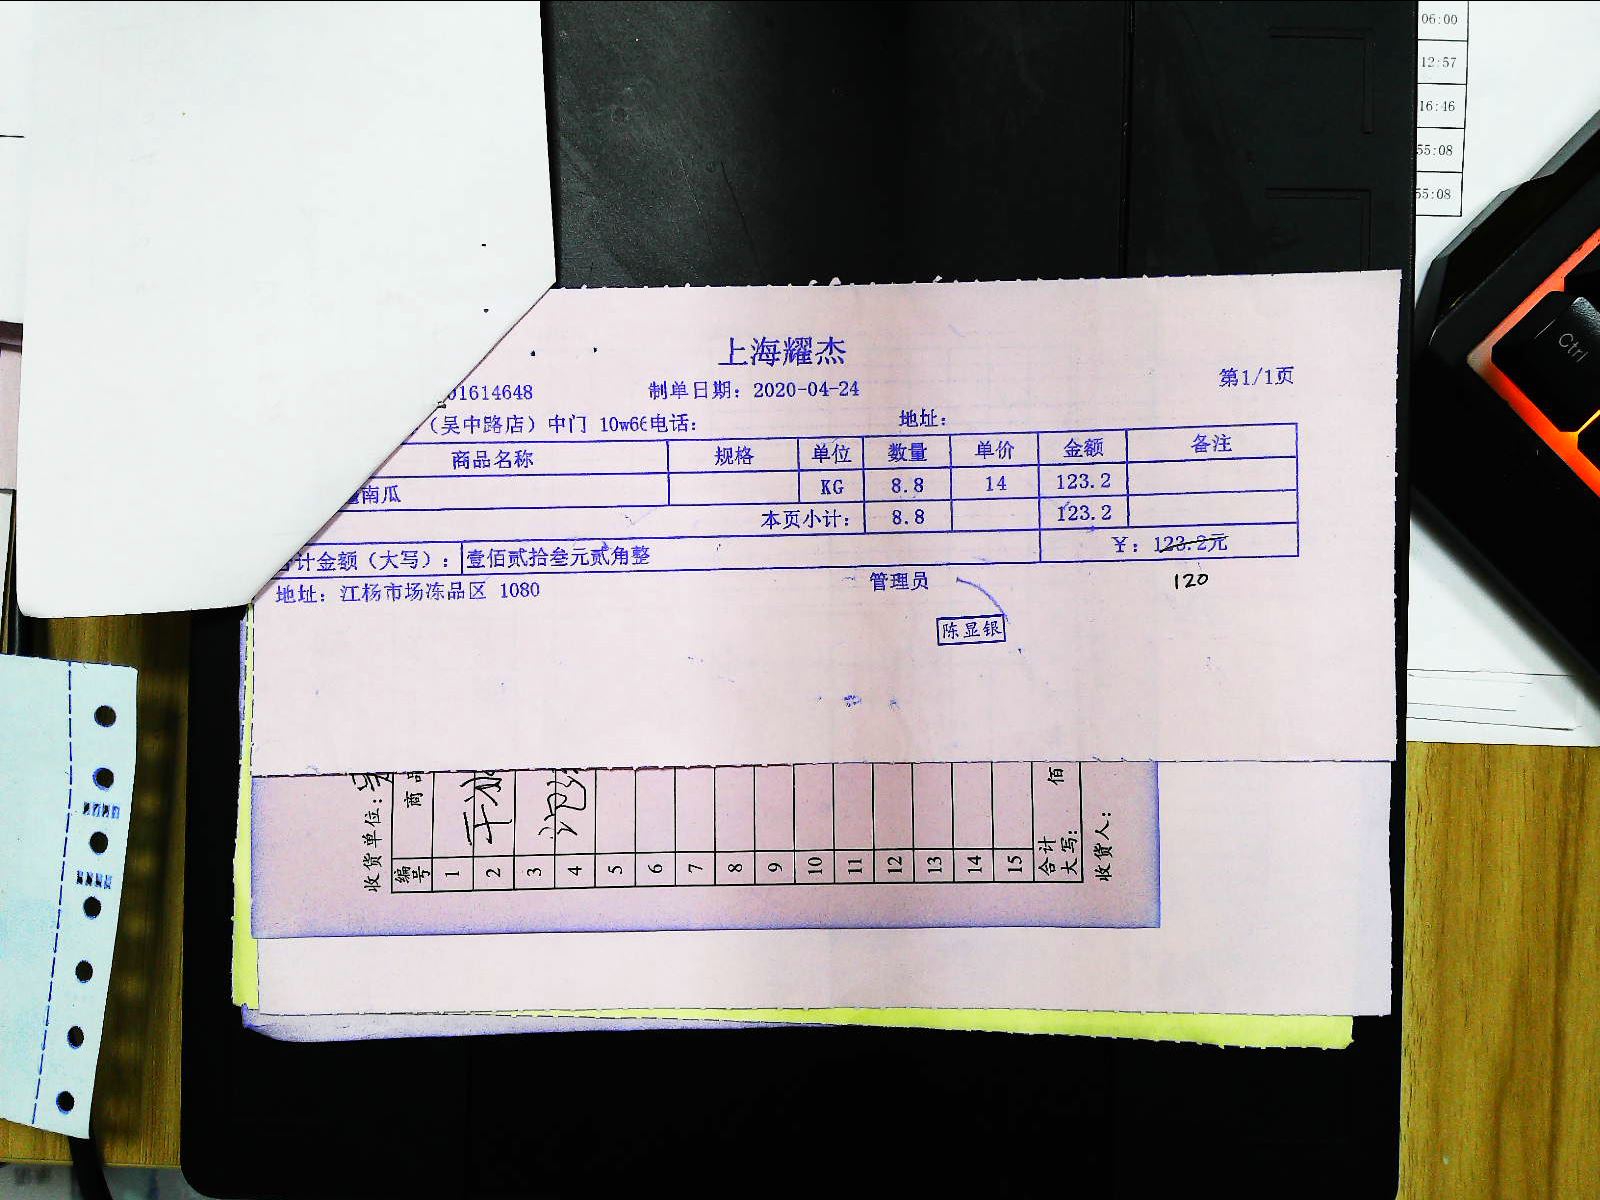 06:00
12:57
16:46
55:08
55:08
Ctrl
上海耀杰
01614648 制单日期：2020-04-24 第1/1页
（吴中路店）中门 10w66电话： 地址：
商品名称 规格 单位 数量 单价 金额 备注
南瓜 KG 8.8 14 123.2
本页小计： 8.8 123.2
计金额（大写）： 壹佰贰拾叁元贰角整 ￥：123.2元
地址：江杨市场冻品区 1080 管理员 120
陈显银
收货单位：
编号 商品
1
2 干冰
3
4 泡
5
6
7
8
9
10
11
12
13
14
15
合计大写： 佰
收货人：